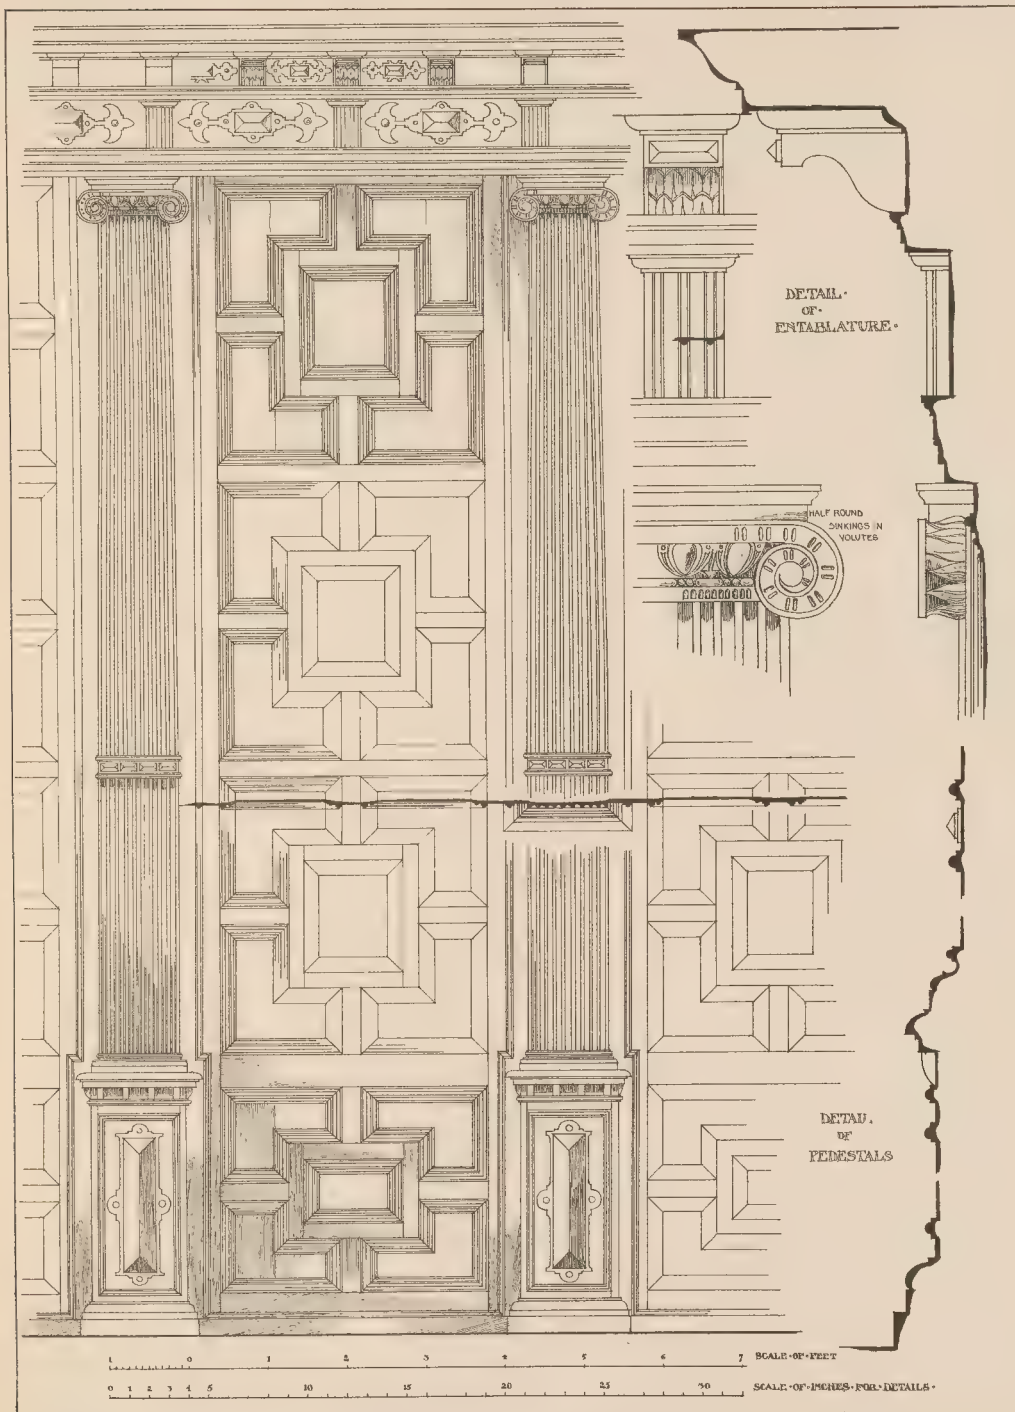 DETAIL·
OF·
ENTABLATURE·
HALF ROUND
SINKINGS IN
VOLUTES
DETAIL
OF
PEDESTALS
1 0 1 2 3 4 5 6 7 SCALE·OF·FEET
0 1 2 3 4 5 10 15 20 25 30 SCALE·OF·INCHES·FOR·DETAILS·